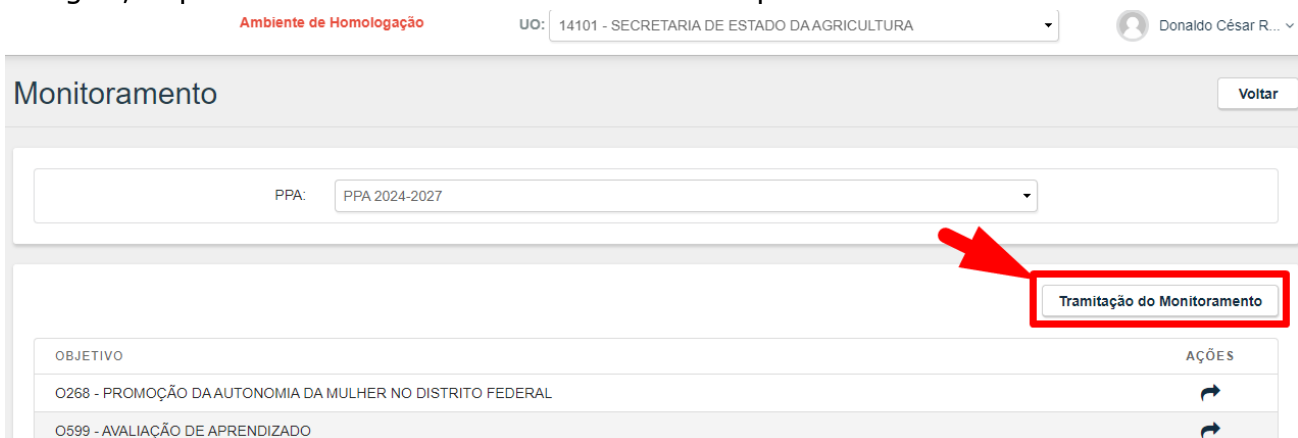 Ambiente de Homologação UO: 14101 - SECRETARIA DE ESTADO DA AGRICULTURA Donaldo César R...
Monitoramento Voltar
PPA: PPA 2024-2027
Tramitação do Monitoramento
OBJETIVO AÇÕES
O268 - PROMOÇÃO DA AUTONOMIA DA MULHER NO DISTRITO FEDERAL
O599 - AVALIAÇÃO DE APRENDIZADO